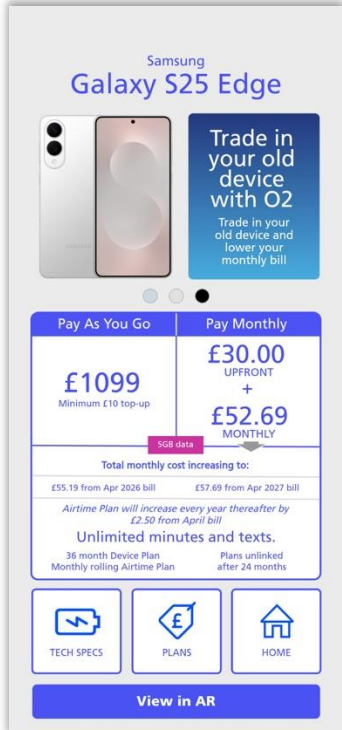 Samsung
Galaxy S25 Edge
SAMSUNG
Trade in
your old
device
with O2
Trade in your
old device and
lower your
monthly bill
Pay As You Go
Pay Monthly
£1099
Minimum £10 top-up
£30.00
UPFRONT
+
£52.69
MONTHLY
5GB data
Total monthly cost increasing to:
£55.19 from Apr 2026 bill
£57.69 from Apr 2027 bill
Airtime Plan will increase every year thereafter by
£2.50 from April bill
Unlimited minutes and texts.
36 month Device Plan
Monthly rolling Airtime Plan
Plans unlinked
after 24 months
£
TECH SPECS
PLANS
HOME
View in AR